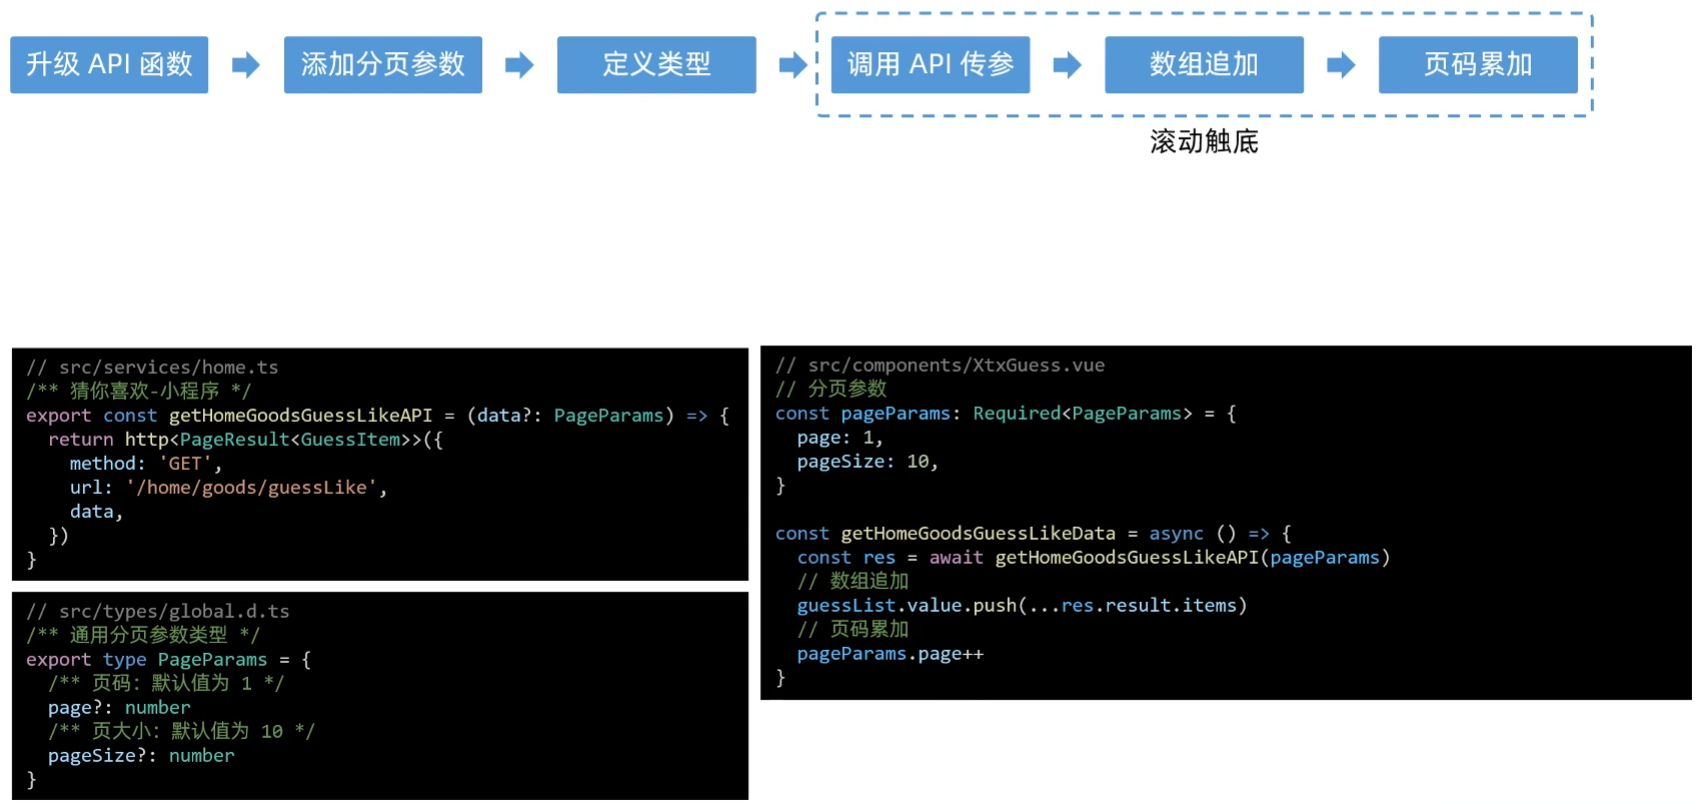 升级 API 函数
添加分页参数
定义类型
调用 API 传参
数组追加
页码累加
滚动触底
// src/services/home.ts
/** 猜你喜欢-小程序 */
export const getHomeGoodsGuessLikeAPI = (data?: PageParams) => {
  return http<PageResult<GuessItem>>({
    method: 'GET',
    url: '/home/goods/guessLike',
    data,
  })
}
// src/types/global.d.ts
/** 通用分页参数类型 */
export type PageParams = {
  /** 页码：默认值为 1 */
  page?: number
  /** 页大小：默认值为 10 */
  pageSize?: number
}
// src/components/XtxGuess.vue
// 分页参数
const pageParams: Required<PageParams> = {
  page: 1,
  pageSize: 10,
}
const getHomeGoodsGuessLikeData = async () => {
  const res = await getHomeGoodsGuessLikeAPI(pageParams)
  // 数组追加
  guessList.value.push(...res.result.items)
  // 页码累加
  pageParams.page++
}